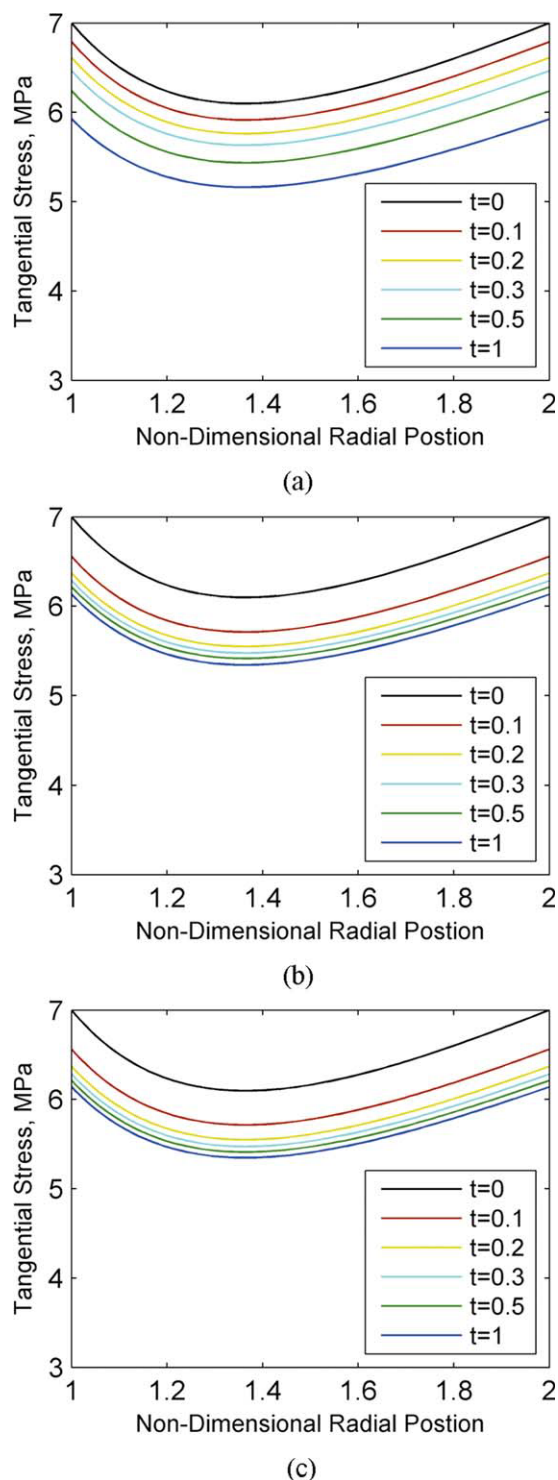 7
6
5
4
3
Tangential Stress, MPa
t=0
t=0.1
t=0.2
t=0.3
t=0.5
t=1
1
1.2
1.4
1.6
1.8
2
Non-Dimensional Radial Postion
(a)
7
6
5
4
3
Tangential Stress, MPa
t=0
t=0.1
t=0.2
t=0.3
t=0.5
t=1
1
1.2
1.4
1.6
1.8
2
Non-Dimensional Radial Postion
(b)
7
6
5
4
3
Tangential Stress, MPa
t=0
t=0.1
t=0.2
t=0.3
t=0.5
t=1
1
1.2
1.4
1.6
1.8
2
Non-Dimensional Radial Postion
(c)